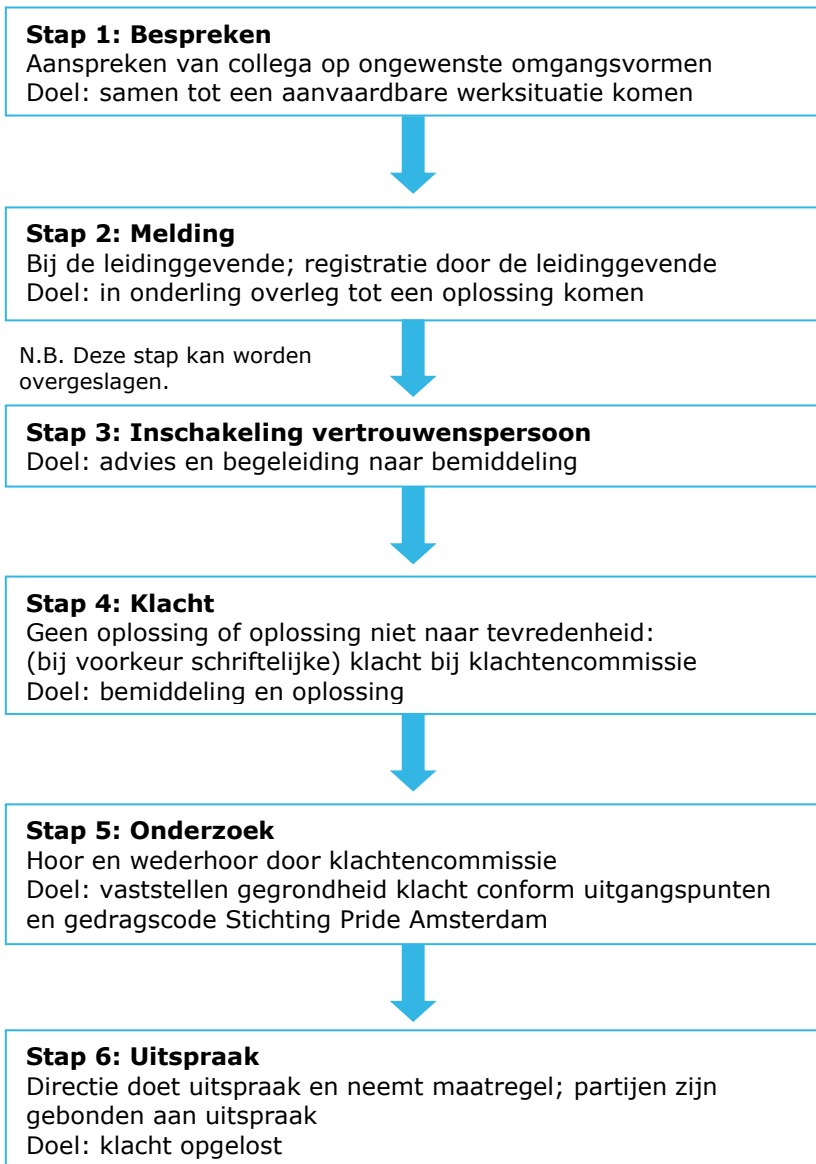 Stap 1: Bespreken
Aanspreken van collega op ongewenste omgangsvormen
Doel: samen tot een aanvaardbare werksituatie komen
Stap 2: Melding
Bij de leidinggevende; registratie door de leidinggevende
Doel: in onderling overleg tot een oplossing komen
N.B. Deze stap kan worden
overgeslagen.
Stap 3: Inschakeling vertrouwenspersoon
Doel: advies en begeleiding naar bemiddeling
Stap 4: Klacht
Geen oplossing of oplossing niet naar tevredenheid:
(bij voorkeur schriftelijke) klacht bij klachtencommissie
Doel: bemiddeling en oplossing
Stap 5: Onderzoek
Hoor en wederhoor door klachtencommissie
Doel: vaststellen gegrondheid klacht conform uitgangspunten
en gedragscode Stichting Pride Amsterdam
Stap 6: Uitspraak
Directie doet uitspraak en neemt maatregel; partijen zijn
gebonden aan uitspraak
Doel: klacht opgelost